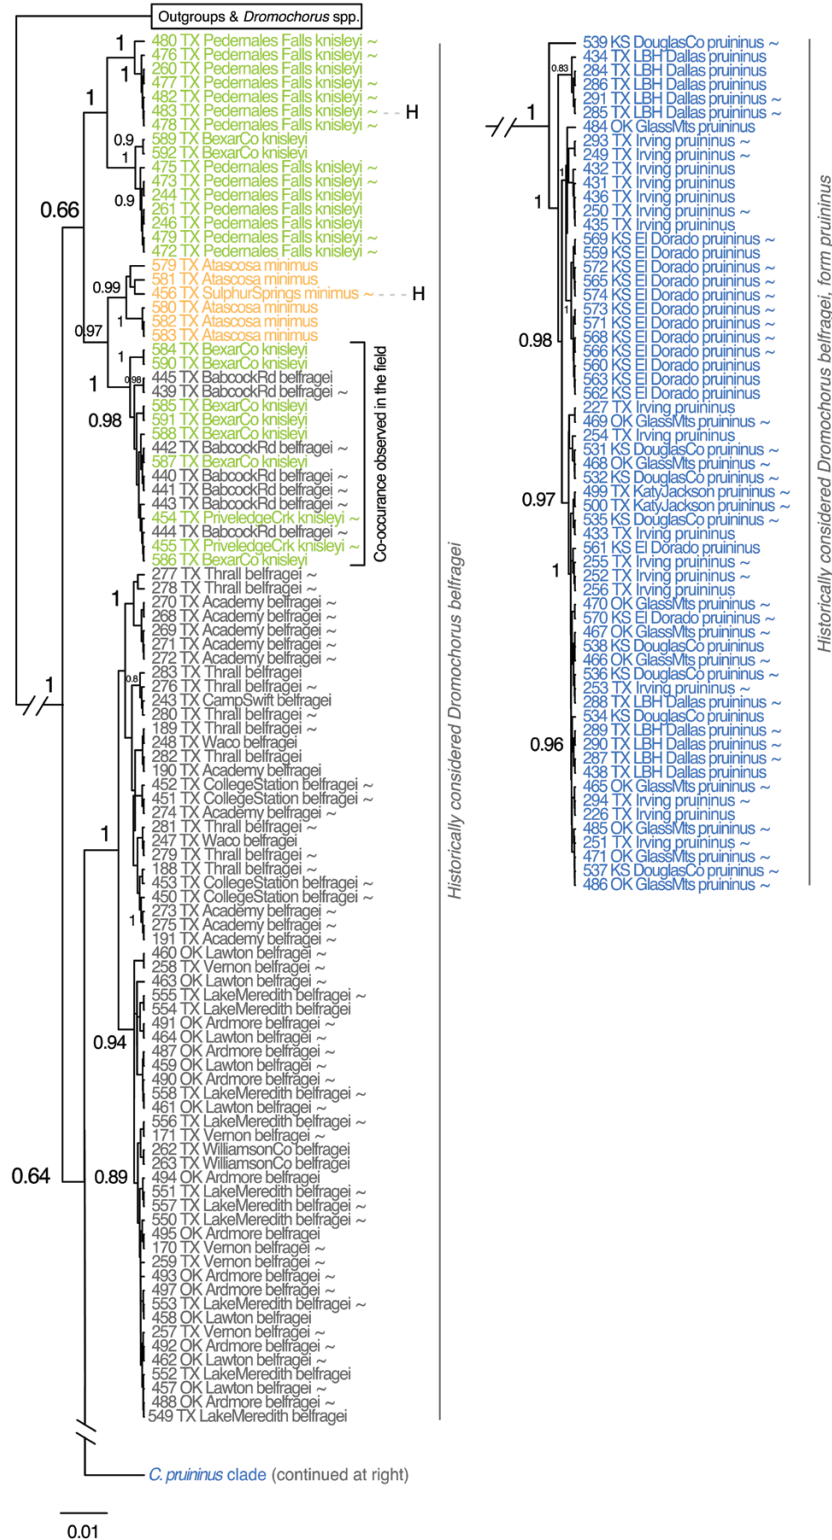 Outgroups & Dromochorus spp.
480 TX Pedernales Falls knisleyi ~
476 TX Pedernales Falls knisleyi ~
260 TX Pedernales Falls knisleyi
477 TX Pedernales Falls knisleyi ~
482 TX Pedernales Falls knisleyi ~
483 TX Pedernales Falls knisleyi ~ H
478 TX Pedernales Falls knisleyi ~
589 TX BexarCo knisleyi
592 TX BexarCo knisleyi
475 TX Pedernales Falls knisleyi ~
473 TX Pedernales Falls knisleyi ~
244 TX Pedernales Falls knisleyi
261 TX Pedernales Falls knisleyi
246 TX Pedernales Falls knisleyi
479 TX Pedernales Falls knisleyi ~
472 TX Pedernales Falls knisleyi ~
579 TX Atascosa minimus
581 TX Atascosa minimus
456 TX SulphurSprings minimus ~ H
580 TX Atascosa minimus
582 TX Atascosa minimus
583 TX Atascosa minimus
584 TX BexarCo knisleyi
590 TX BexarCo knisleyi
445 TX BabcockRd belfragei
439 TX BabcockRd belfragei ~
585 TX BexarCo knisleyi
591 TX BexarCo knisleyi
588 TX BexarCo knisleyi
442 TX BabcockRd belfragei ~
587 TX BexarCo knisleyi
440 TX BabcockRd belfragei
441 TX BabcockRd belfragei
443 TX BabcockRd belfragei
454 TX PriveledgeCrk knisleyi ~
444 TX BabcockRd belfragei ~
455 TX PriveledgeCrk knisleyi ~
586 TX BexarCo knisleyi
277 TX Thrall belfragei ~
278 TX Thrall belfragei ~
270 TX Academy belfragei ~
268 TX Academy belfragei ~
269 TX Academy belfragei ~
271 TX Academy belfragei ~
272 TX Academy belfragei ~
283 TX Thrall belfragei
276 TX Thrall belfragei ~
243 TX CampSwift belfragei
280 TX Thrall belfragei ~
189 TX Thrall belfragei ~
248 TX Waco belfragei
282 TX Thrall belfragei
190 TX Academy belfragei
452 TX CollegeStation belfragei ~
451 TX CollegeStation belfragei ~
274 TX Academy belfragei ~
281 TX Thrall belfragei ~
247 TX Waco belfragei
279 TX Thrall belfragei ~
188 TX Thrall belfragei ~
453 TX CollegeStation belfragei ~
450 TX CollegeStation belfragei ~
273 TX Academy belfragei ~
275 TX Academy belfragei ~
191 TX Academy belfragei ~
460 OK Lawton belfragei ~
258 TX Vernon belfragei ~
463 OK Lawton belfragei
555 TX LakeMeredith belfragei ~
554 TX LakeMeredith belfragei
491 OK Ardmore belfragei ~
464 OK Lawton belfragei ~
487 OK Ardmore belfragei ~
459 OK Lawton belfragei ~
490 OK Ardmore belfragei ~
558 TX LakeMeredith belfragei ~
461 OK Lawton belfragei ~
556 TX LakeMeredith belfragei ~
171 TX Vernon belfragei ~
262 TX WilliamsonCo belfragei
263 TX WilliamsonCo belfragei
494 OK Ardmore belfragei
551 TX LakeMeredith belfragei ~
557 TX LakeMeredith belfragei ~
550 TX LakeMeredith belfragei ~
495 OK Ardmore belfragei
170 TX Vernon belfragei ~
259 TX Vernon belfragei ~
493 OK Ardmore belfragei ~
497 OK Ardmore belfragei ~
553 TX LakeMeredith belfragei ~
458 OK Lawton belfragei
257 TX Vernon belfragei ~
492 OK Ardmore belfragei ~
462 OK Lawton belfragei ~
552 TX LakeMeredith belfragei
457 OK Lawton belfragei ~
488 OK Ardmore belfragei ~
549 TX LakeMeredith belfragei
C. pruininus clade (continued at right)
0.01
1
1
1
0.9
1
0.9
0.66
0.99
1
0.97
1
1
0.98
0.98
1
1
0.8
1
1
0.94
0.89
0.64
Co-occurance observed in the field
Historically considered Dromochorus belfragei
539 KS DouglasCo pruininus ~
434 TX LBH Dallas pruininus
284 TX LBH Dallas pruininus
286 TX LBH Dallas pruininus
291 TX LBH Dallas pruininus ~
285 TX LBH Dallas pruininus ~
484 OK GlassMts pruininus
293 TX Irving pruininus ~
249 TX Irving pruininus ~
432 TX Irving pruininus
431 TX Irving pruininus
436 TX Irving pruininus
250 TX Irving pruininus ~
435 TX Irving pruininus
569 KS El Dorado pruininus ~
559 KS El Dorado pruininus
572 KS El Dorado pruininus ~
565 KS El Dorado pruininus ~
574 KS El Dorado pruininus ~
573 KS El Dorado pruininus ~
571 KS El Dorado pruininus ~
568 KS El Dorado pruininus ~
566 KS El Dorado pruininus ~
560 KS El Dorado pruininus
563 KS El Dorado pruininus
562 KS El Dorado pruininus
227 TX Irving pruininus
469 OK GlassMts pruininus ~
254 TX Irving pruininus
531 KS DouglasCo pruininus ~
468 OK GlassMts pruininus ~
532 KS DouglasCo pruininus
499 TX KatyJackson pruininus ~
500 TX KatyJackson pruininus ~
535 KS DouglasCo pruininus ~
433 TX Irving pruininus
561 KS El Dorado pruininus
255 TX Irving pruininus ~
252 TX Irving pruininus ~
256 TX Irving pruininus
470 OK GlassMts pruininus ~
570 KS El Dorado pruininus ~
467 OK GlassMts pruininus ~
538 KS DouglasCo pruininus
466 OK GlassMts pruininus ~
536 KS DouglasCo pruininus ~
253 TX Irving pruininus ~
288 TX LBH Dallas pruininus ~
534 KS DouglasCo pruininus
289 TX LBH Dallas pruininus ~
290 TX LBH Dallas pruininus ~
287 TX LBH Dallas pruininus ~
438 TX LBH Dallas pruininus
465 OK GlassMts pruininus ~
294 TX Irving pruininus ~
226 TX Irving pruininus
485 OK GlassMts pruininus ~
251 TX Irving pruininus ~
471 OK GlassMts pruininus ~
537 KS DouglasCo pruininus ~
486 OK GlassMts pruininus ~
0.83
1
1
1
1
0.98
0.97
1
0.96
Historically considered Dromochorus belfragei, form pruininus